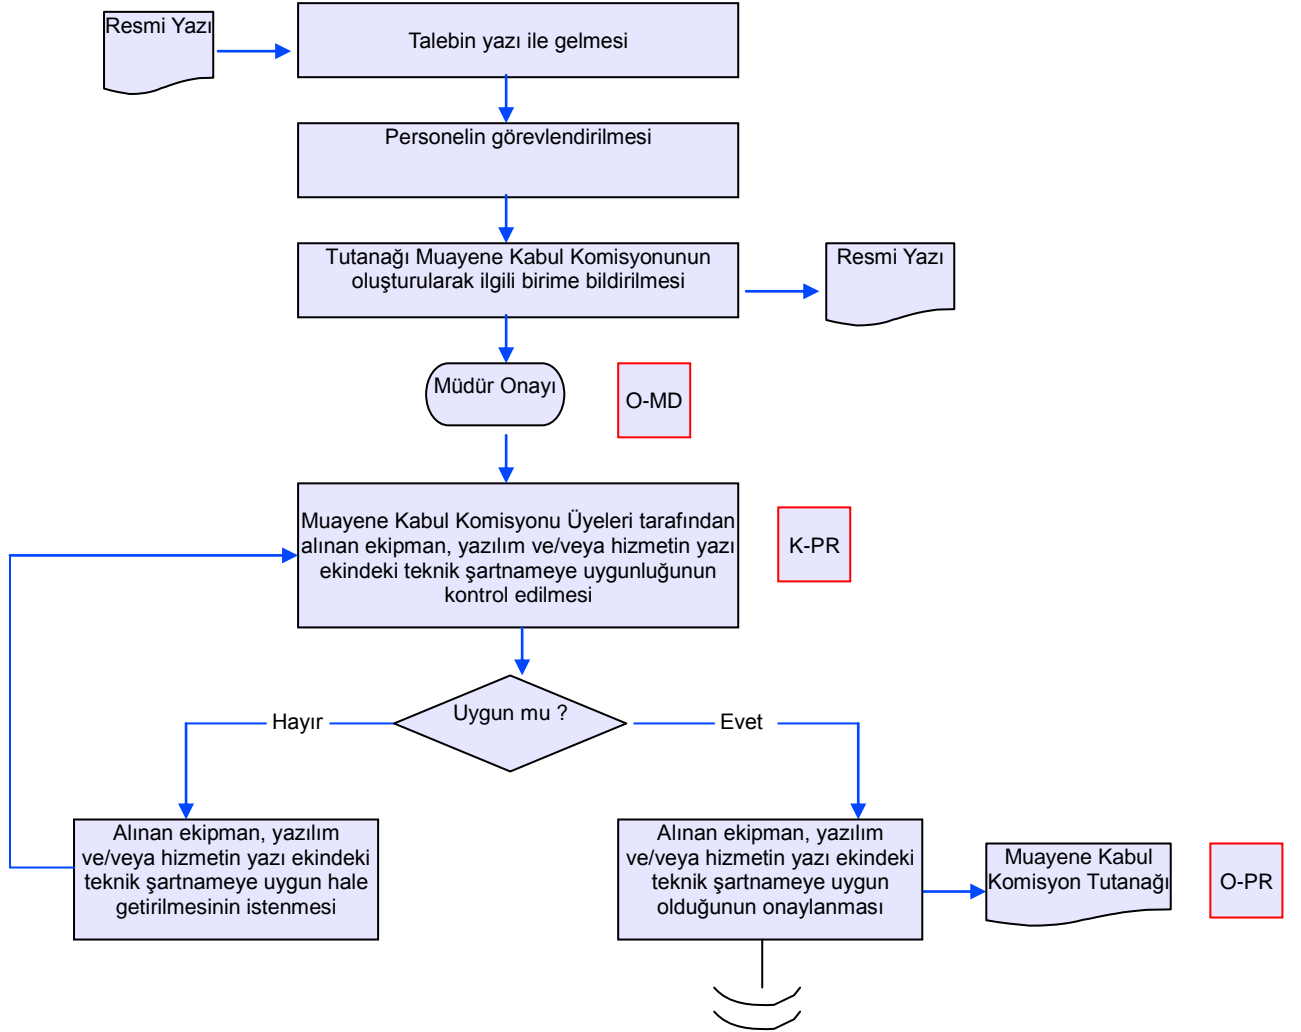 Resmi Yazı
Talebin yazı ile gelmesi
Personelin görevlendirilmesi
Tutanağı Muayene Kabul Komisyonunun
oluşturularak ilgili birime bildirilmesi
Resmi Yazı
Müdür Onayı
O-MD
Muayene Kabul Komisyonu Üyeleri tarafından
alınan ekipman, yazılım ve/veya hizmetin yazı
ekindeki teknik şartnameye uygunluğunun
kontrol edilmesi
K-PR
Uygun mu ?
Hayır
Evet
Alınan ekipman, yazılım
ve/veya hizmetin yazı ekindeki
teknik şartnameye uygun hale
getirilmesinin istenmesi
Alınan ekipman, yazılım
ve/veya hizmetin yazı ekindeki
teknik şartnameye uygun
olduğunun onaylanması
Muayene Kabul
Komisyon Tutanağı
O-PR